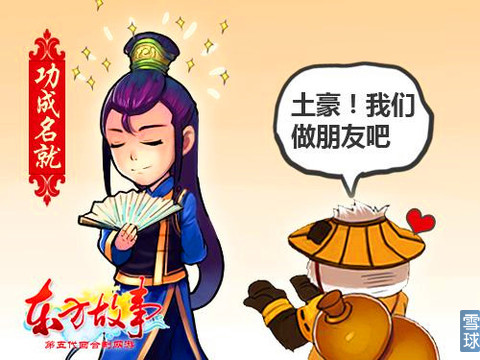 功成名就
土豪！我们
做朋友吧
东方故事
第五代回合制网游
雪球